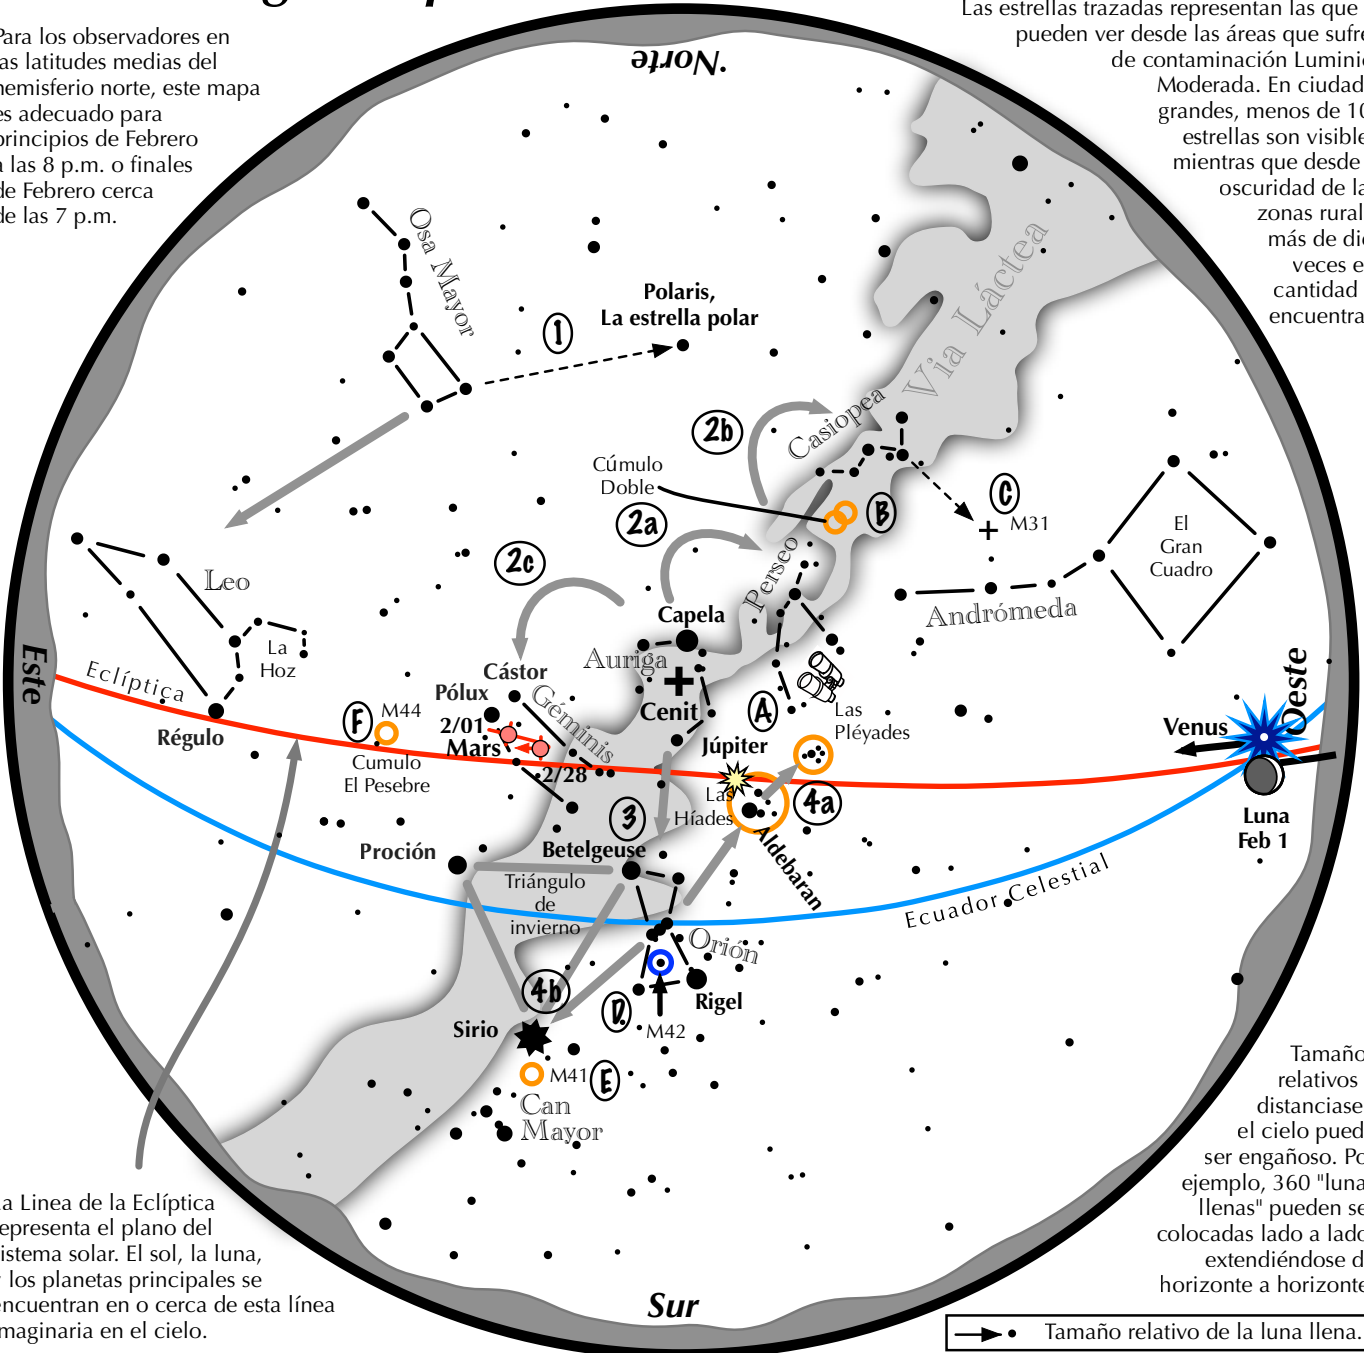 Para los observadores en
las latitudes medias del
hemisferio norte, este mapa
es adecuado para
principios de Febrero
a las 8 p.m. o finales
de Febrero cerca
de las 7 p.m.
Las estrellas trazadas representan las que
pueden ver desde las áreas que sufre
de contaminación Luminic
Moderada. En ciudad
grandes, menos de 10
estrellas son visible
mientras que desde
oscuridad de la
zonas rural
más de die
veces e
cantidad
encuentra
Norte
Osa Mayor
Polaris,
La estrella polar
1
Via Láctea
2b
Casiopea
Cúmulo
Doble
B
C
M31
2a
2c
El
Gran
Cuadro
Perseo
Leo
La
Hoz
Andrómeda
Capela
Auriga
Este
Eclíptica
Cástor
Pólux
Géminis
Cenit
A
Las
Pléyades
Oeste
Venus
F
M44
2/01
Mars
2/28
Régulo
Cumulo
El Pesebre
Júpiter
Las
Híades
4a
Aldebaran
Luna
Feb 1
3
Proción
Betelgeuse
Triángulo
de
invierno
Ecuador Celestial
Orión
4b
D
Rigel
M42
Sirio
M41
E
Can
Mayor
Tamaño
relativos
distanciase
el cielo pued
ser engañoso. Po
ejemplo, 360 "luna
llenas" pueden se
colocadas lado a lado
extendiéndose d
horizonte a horizonte
La Linea de la Eclíptica
representa el plano del
sistema solar. El sol, la luna,
y los planetas principales se
encuentran en o cerca de esta línea
imaginaria en el cielo.
Sur
Tamaño relativo de la luna llena.